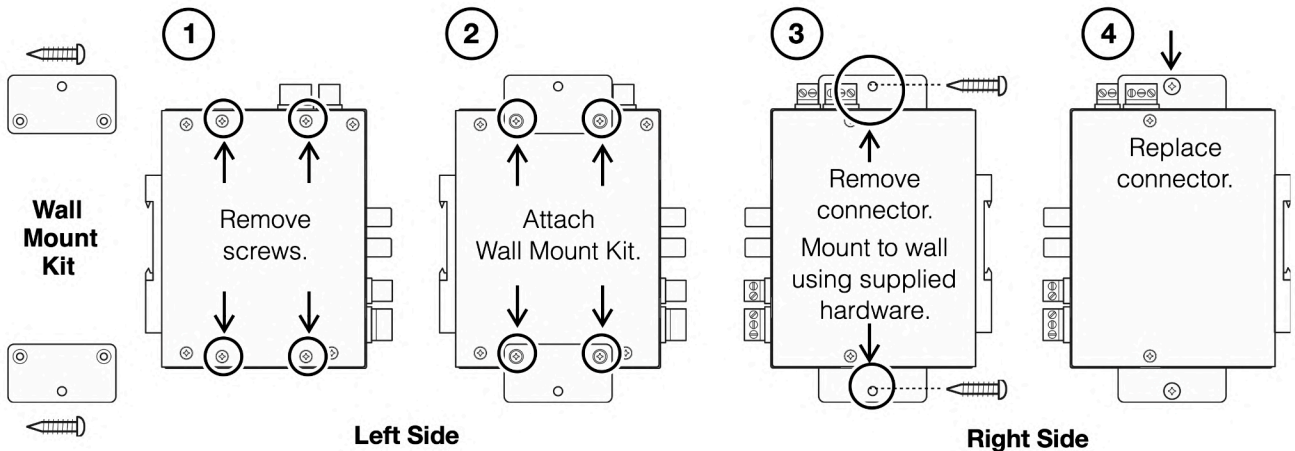 1
2
3
4
Wall
Mount
Kit
Remove
screws.
Attach
Wall Mount Kit.
Remove
connector.
Mount to wall
using supplied
hardware.
Replace
connector.
Left Side
Right Side